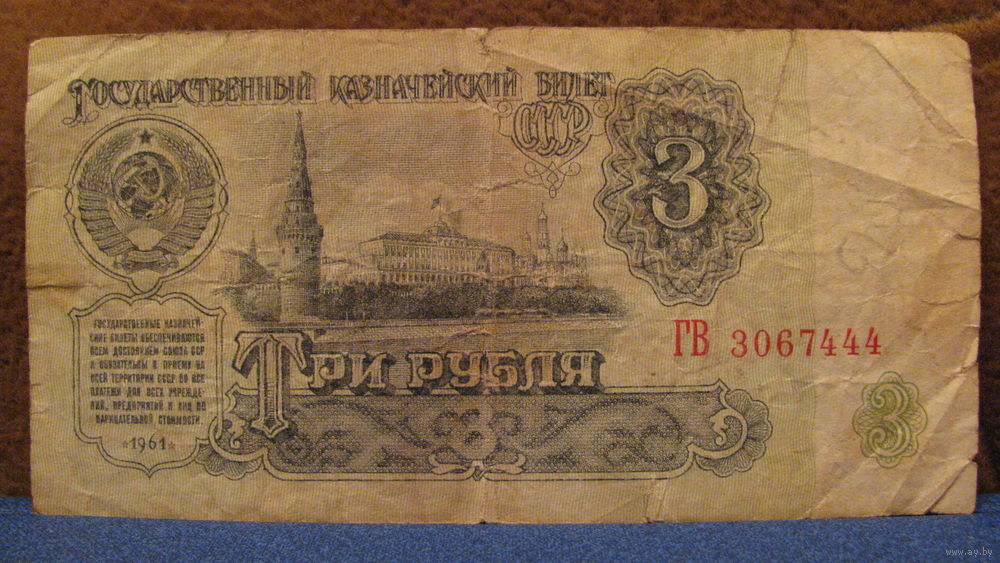 Государственный казначейский билет
СССР
3
Государственные казначей-
ские билеты обеспечиваются
всем достоянием Союза ССР
и обязательны к приему на
всей территории СССР во все
платежи для всех учрежде-
ний, предприятий и лиц по
нарицательной стоимости.
1961
ГВ 3067444
Три рубля
3
3
www.ay.by